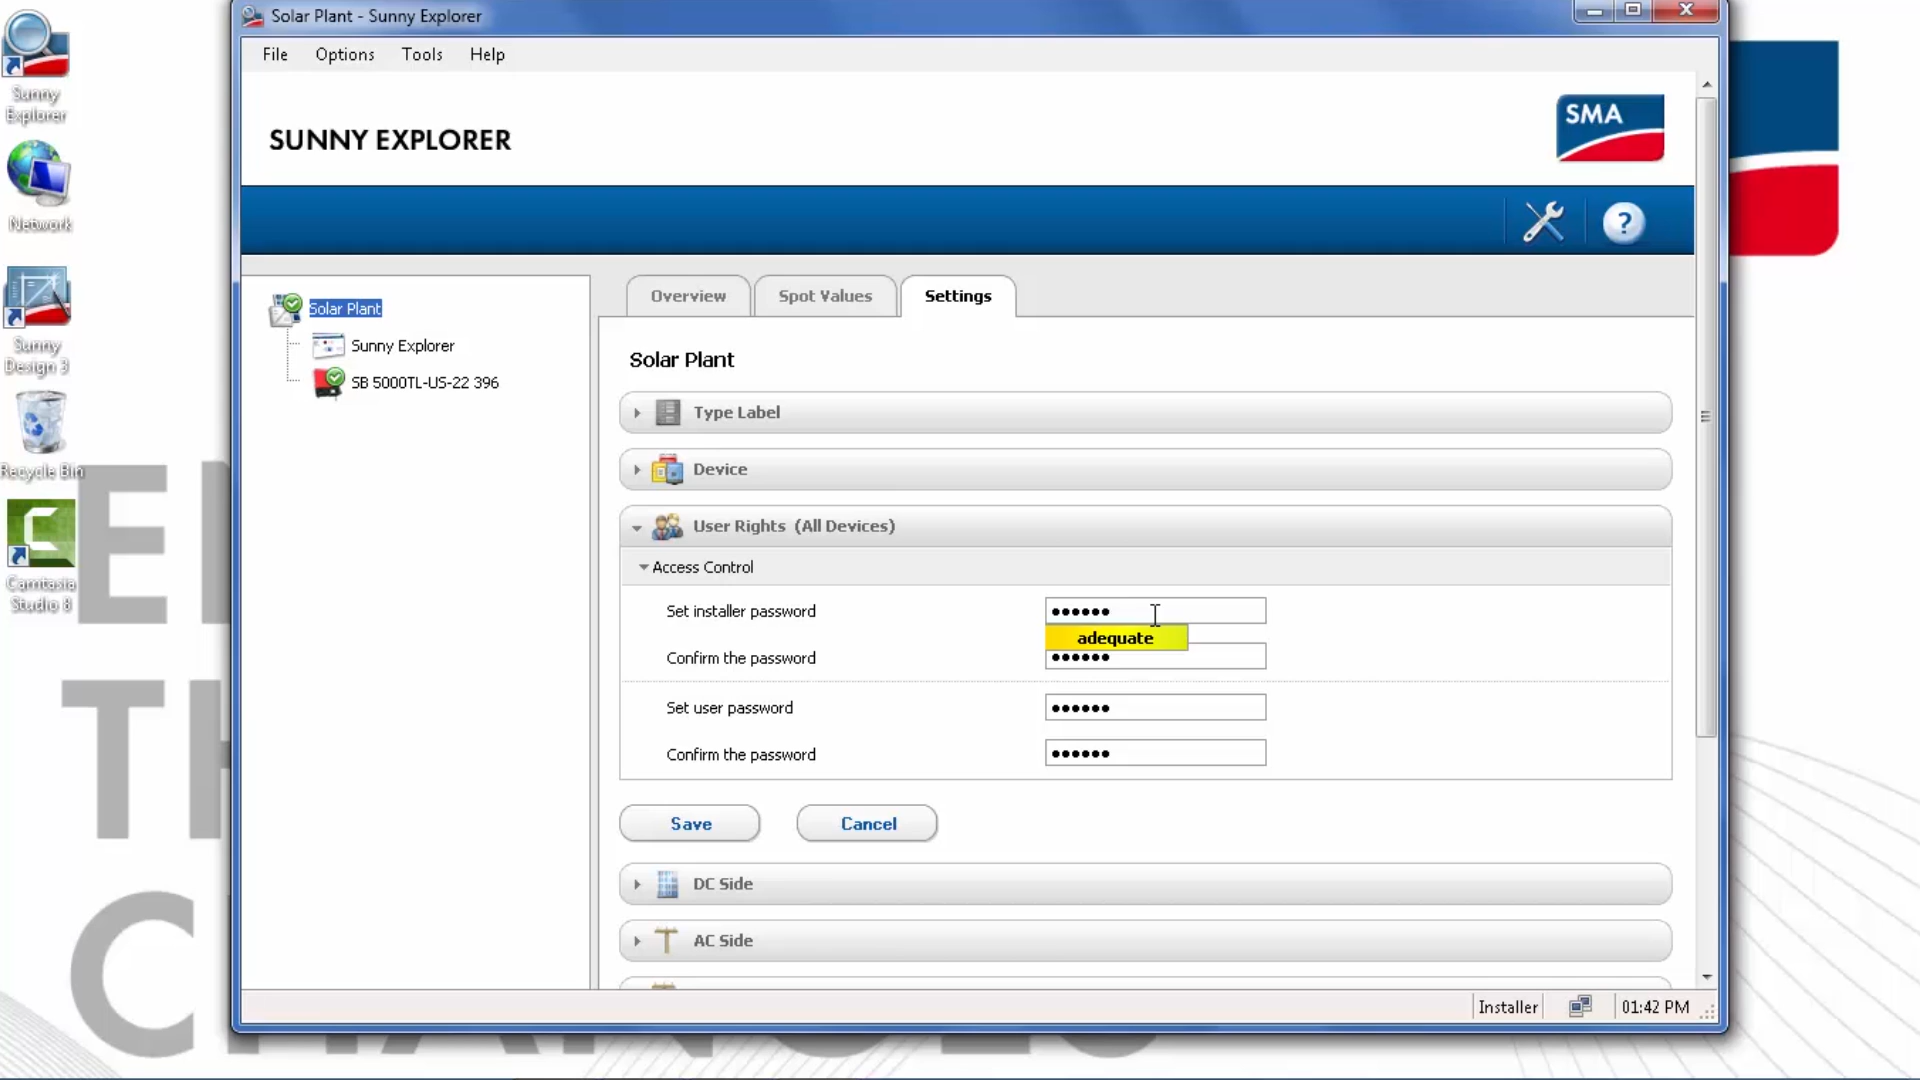 Solar Plant - Sunny Explorer
File Options Tools Help
SUNNY EXPLORER
SMA
?
Sunny
Explorer
Network
Sunny
Design 3
Recycle Bin
Camtasia
Studio 8
Solar Plant
Sunny Explorer
SB 5000TL-US-22 396
Overview
Spot Values
Settings
Solar Plant
Type Label
Device
User Rights (All Devices)
Access Control
Set installer password ••••••
adequate
Confirm the password ••••••
Set user password ••••••
Confirm the password ••••••
Save
Cancel
DC Side
AC Side
Installer
01:42 PM